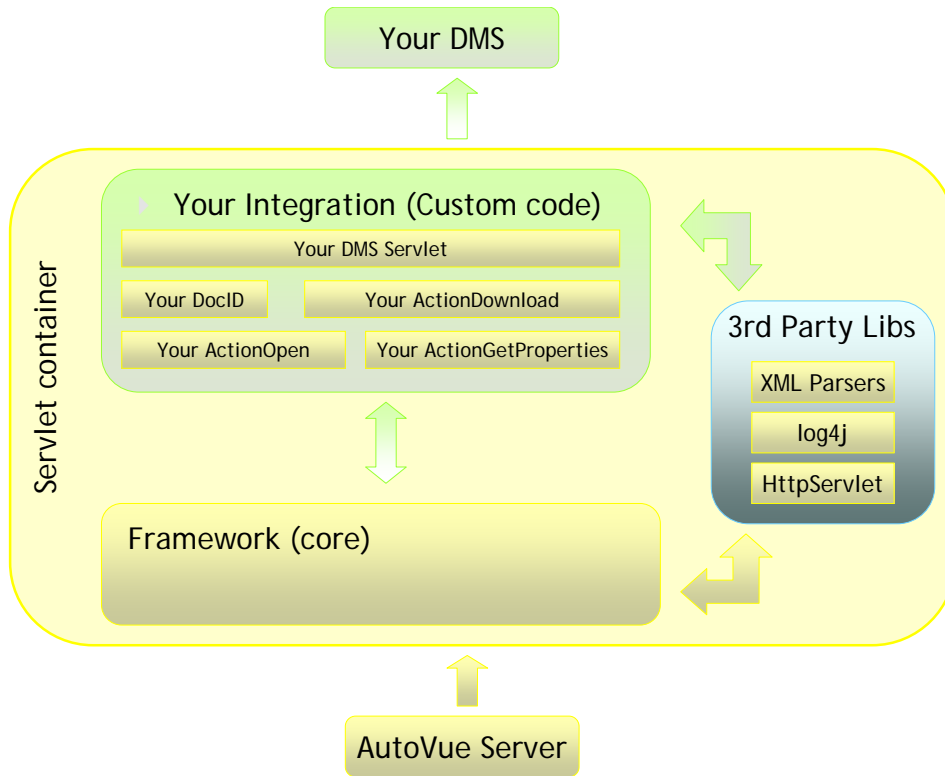 Your DMS
Servlet container
Your Integration (Custom code)
Your DMS Servlet
Your DocID
Your ActionDownload
Your ActionOpen
Your ActionGetProperties
3rd Party Libs
XML Parsers
log4j
HttpServlet
Framework (core)
AutoVue Server